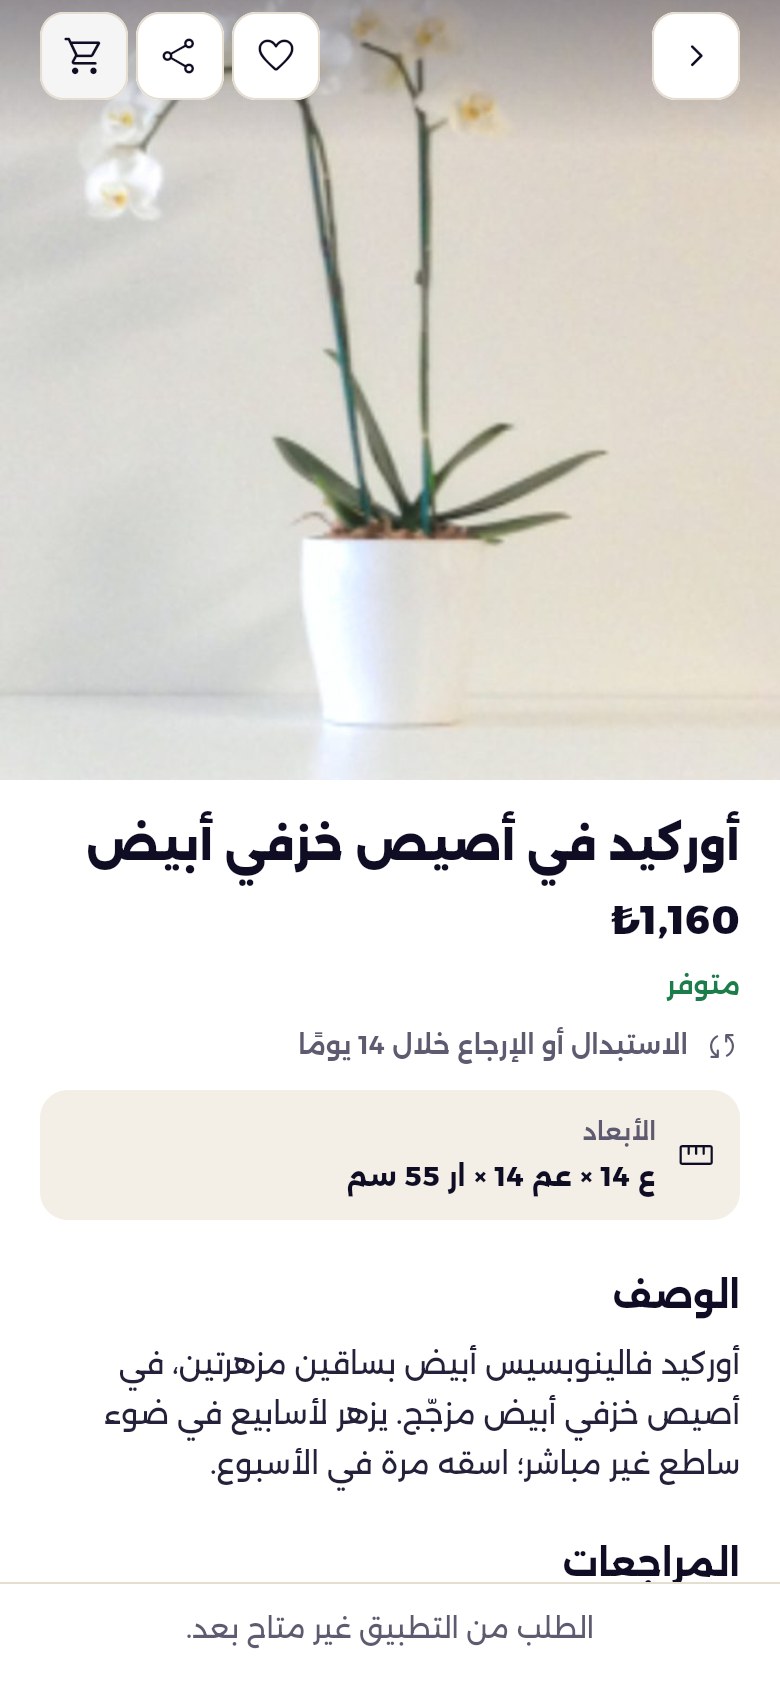 أوركيد في أصيص خزفي أبيض
₺1,160
متوفر
الاستبدال أو الإرجاع خلال 14 يومًا
الأبعاد
ع 14 × عم 14 × ار 55 سم
الوصف
أوركيد فالينوبسيس أبيض بساقين مزهرتين، في
أصيص خزفي أبيض مزجّج. يزهر لأسابيع في ضوء
ساطع غير مباشر؛ اسقه مرة في الأسبوع.
المراجعات
الطلب من التطبيق غير متاح بعد.